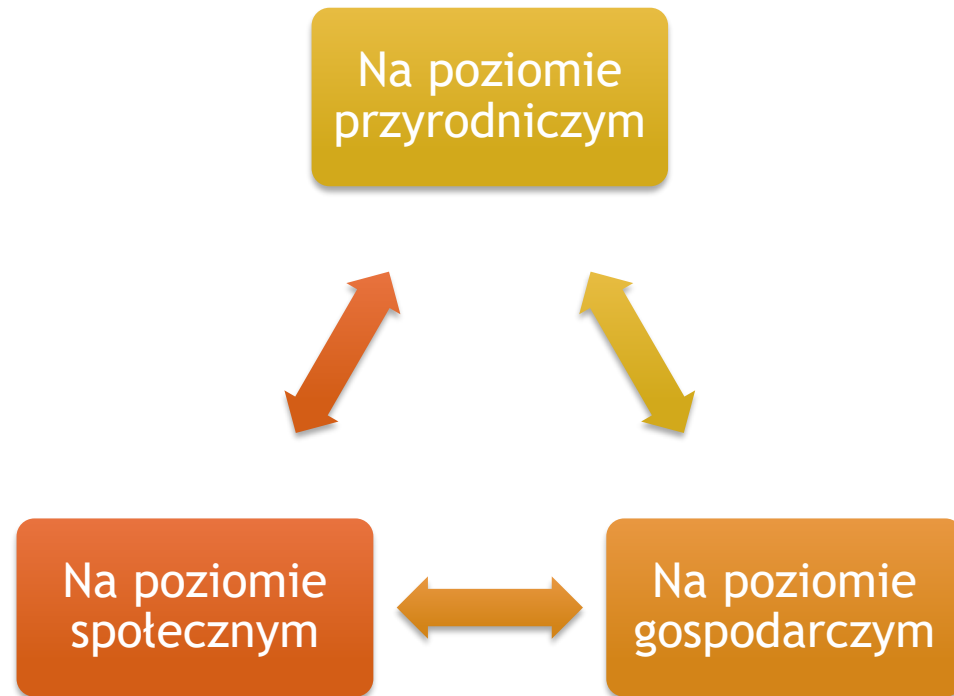 Na poziomie
przyrodniczym
Na poziomie
społecznym
Na poziomie
gospodarczym